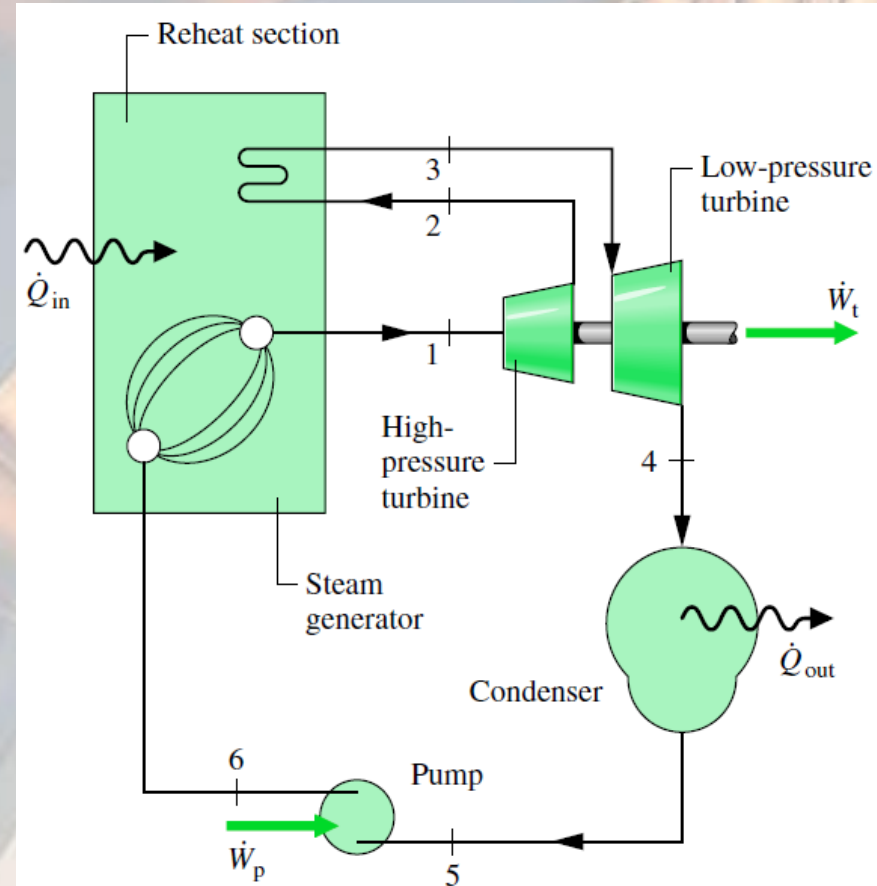 Reheat section
3
Low-pressure
turbine
2
Q̇in
Ẇt
1
High-
pressure
turbine
4
Steam
generator
Q̇out
Condenser
6
Pump
Ẇp
5